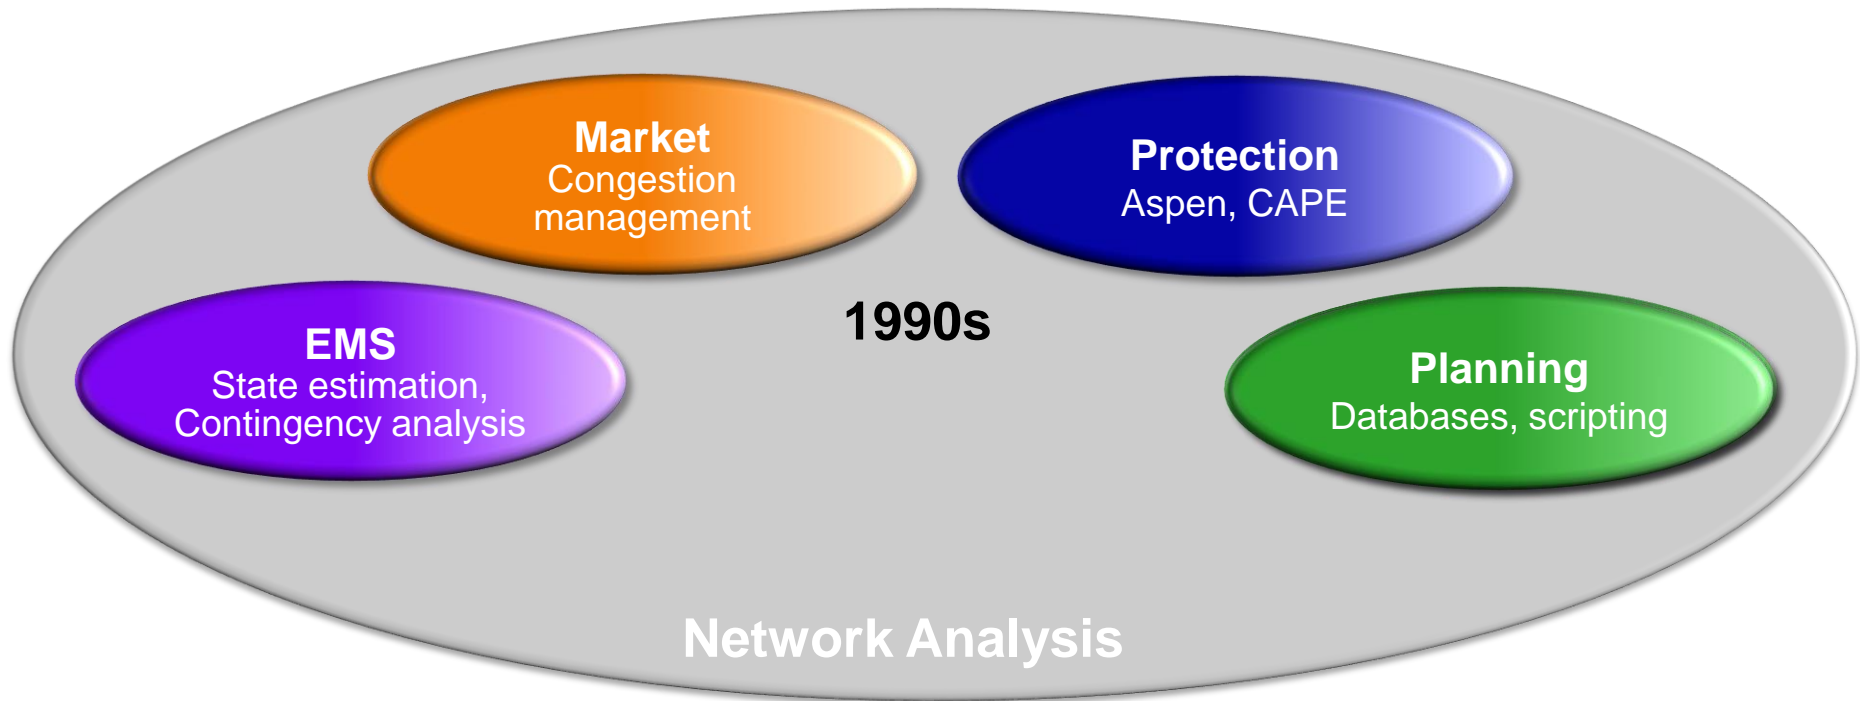 Market
Congestion
management
Protection
Aspen, CAPE
1990s
EMS
State estimation,
Contingency analysis
Planning
Databases, scripting
Network Analysis